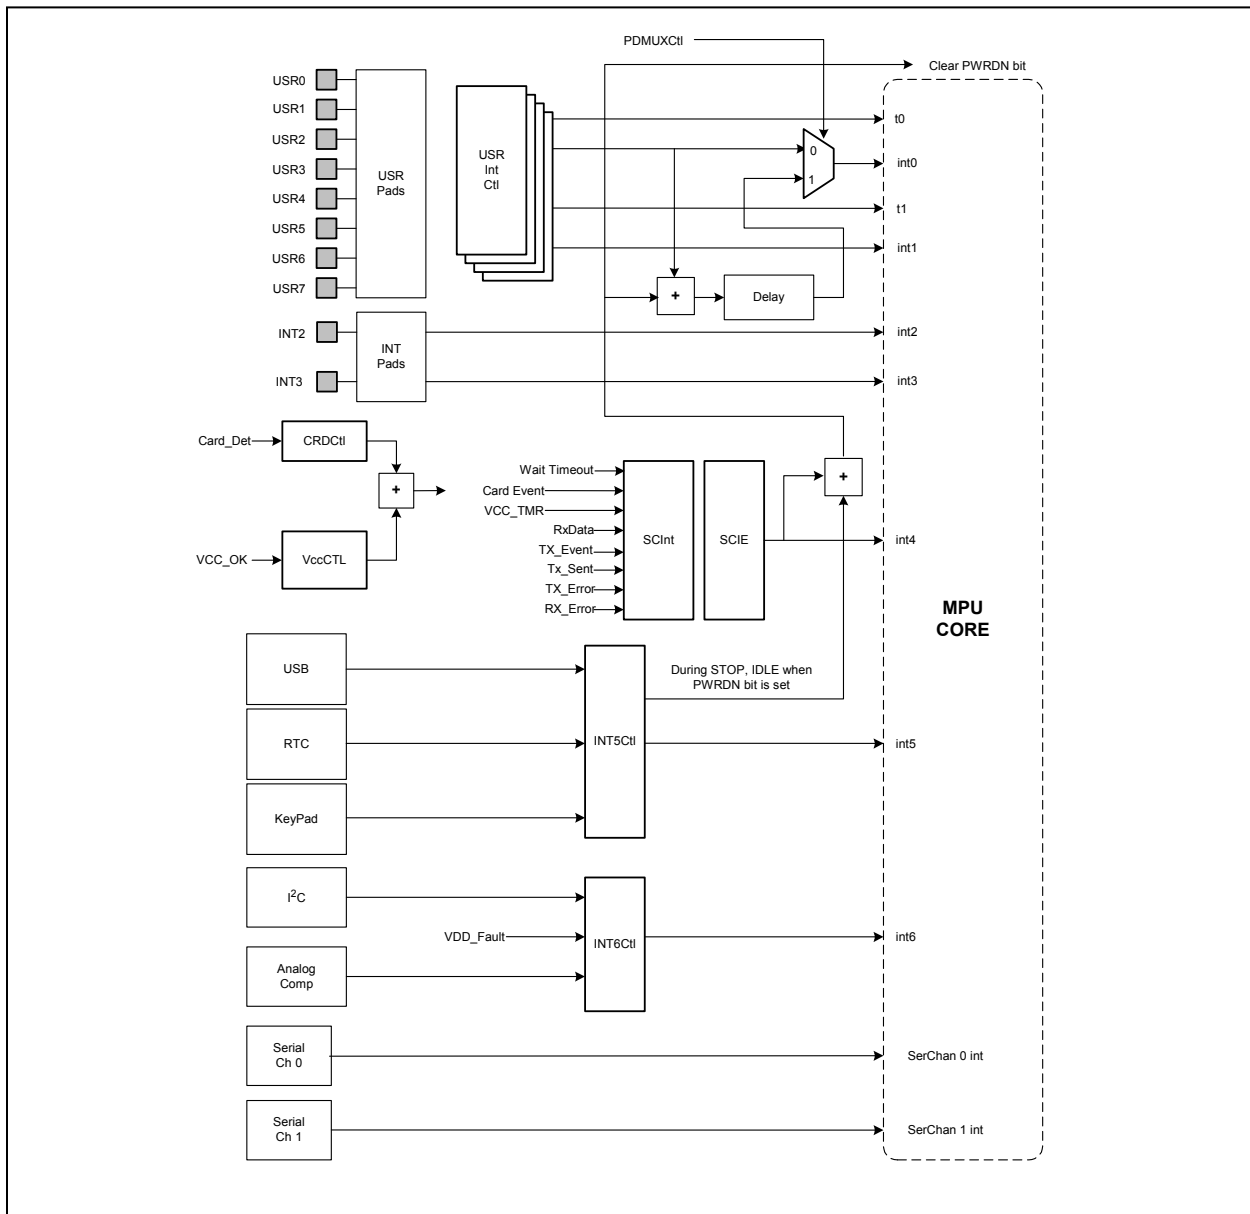 PDMUXCtl
Clear PWRDN bit
USR0
USR1
USR2
USR3
USR4
USR5
USR6
USR7
USR
Pads
USR
Int
Ctl
0
1
t0
int0
t1
int1
+
Delay
INT2
INT3
INT
Pads
int2
int3
Card_Det
CRDCtl
+
VCC_OK
VccCTL
Wait Timeout
Card Event
VCC_TMR
RxData
TX_Event
Tx_Sent
TX_Error
RX_Error
SCInt
SCIE
+
int4
MPU
CORE
USB
RTC
KeyPad
INT5Ctl
During STOP, IDLE when
PWRDN bit is set
int5
I²C
VDD_Fault
Analog
Comp
INT6Ctl
int6
Serial
Ch 0
SerChan 0 int
Serial
Ch 1
SerChan 1 int